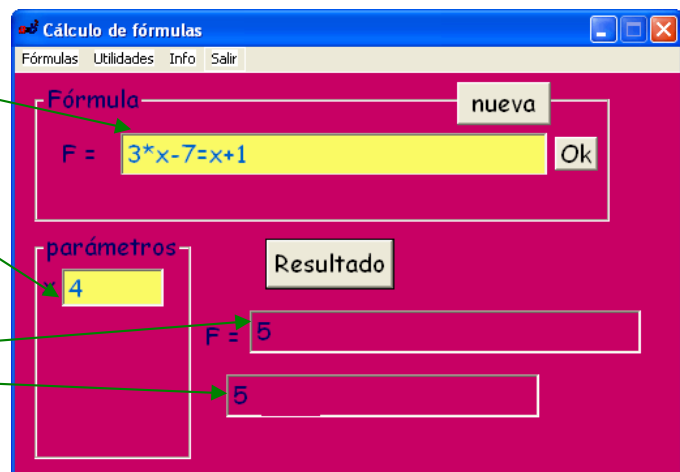 Cálculo de fórmulas
Fórmulas Utilidades Info Salir
Fórmula
nueva
F = 3*x-7=x+1 Ok
parámetros
x 4
Resultado
F = 5
5